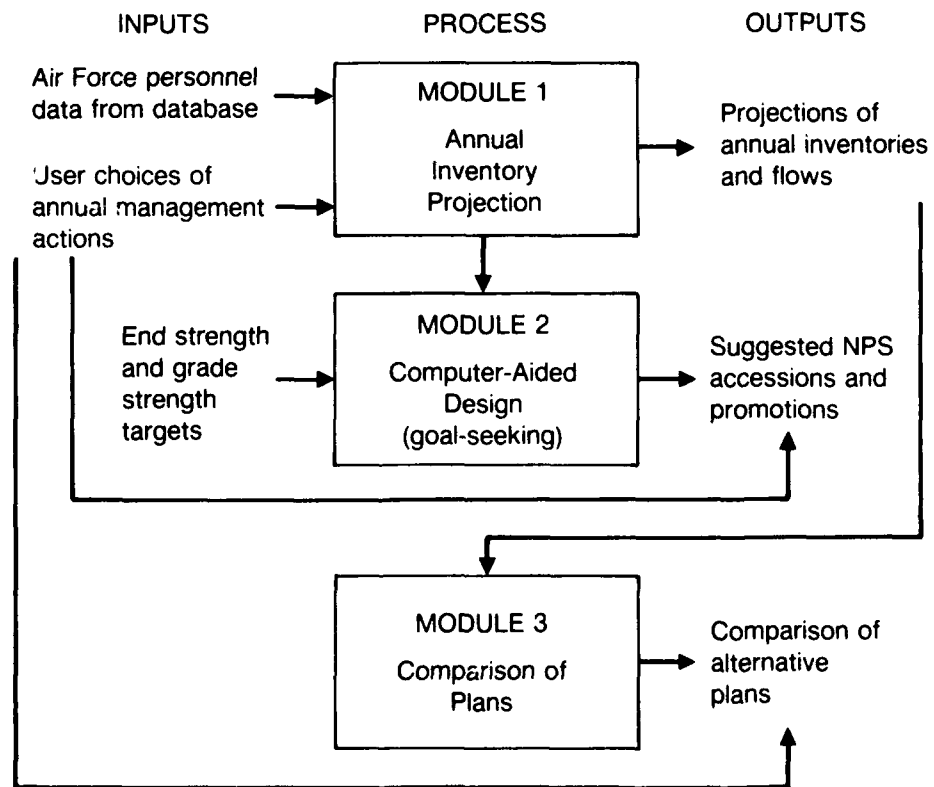 INPUTS
PROCESS
OUTPUTS
Air Force personnel
data from database
User choices of
annual management
actions
MODULE 1
Annual
Inventory
Projection
Projections of
annual inventories
and flows
End strength
and grade
strength
targets
MODULE 2
Computer-Aided
Design
(goal-seeking)
Suggested NPS
accessions and
promotions
MODULE 3
Comparison of
Plans
Comparison of
alternative
plans